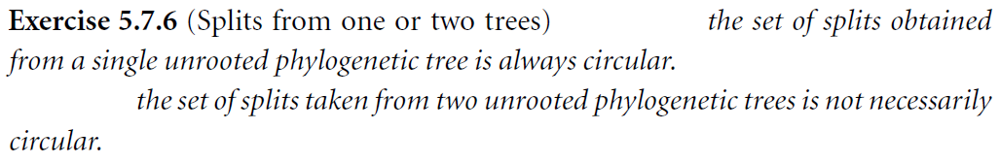 Exercise 5.7.6 (Splits from one or two trees) the set of splits obtained
from a single unrooted phylogenetic tree is always circular.
the set of splits taken from two unrooted phylogenetic trees is not necessarily
circular.